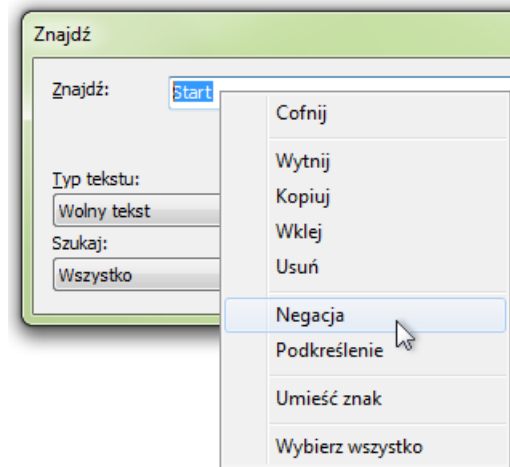 Znajdź
Znajdź: Start
Typ tekstu:
Wolny tekst
Szukaj:
Wszystko
Cofnij
Wytnij
Kopiuj
Wklej
Usuń
Negacja
Podkreślenie
Umieść znak
Wybierz wszystko